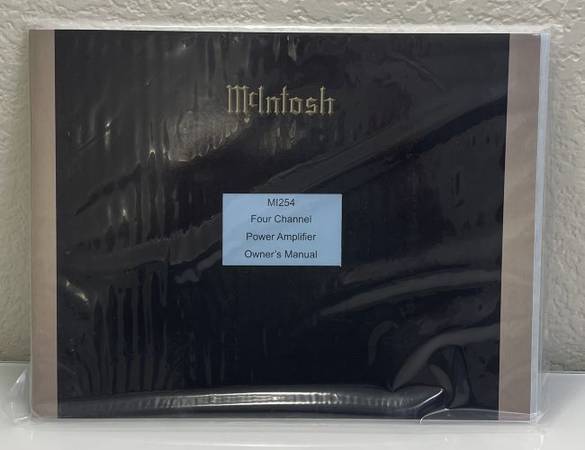 McIntosh
MI254
Four Channel
Power Amplifier
Owner's Manual